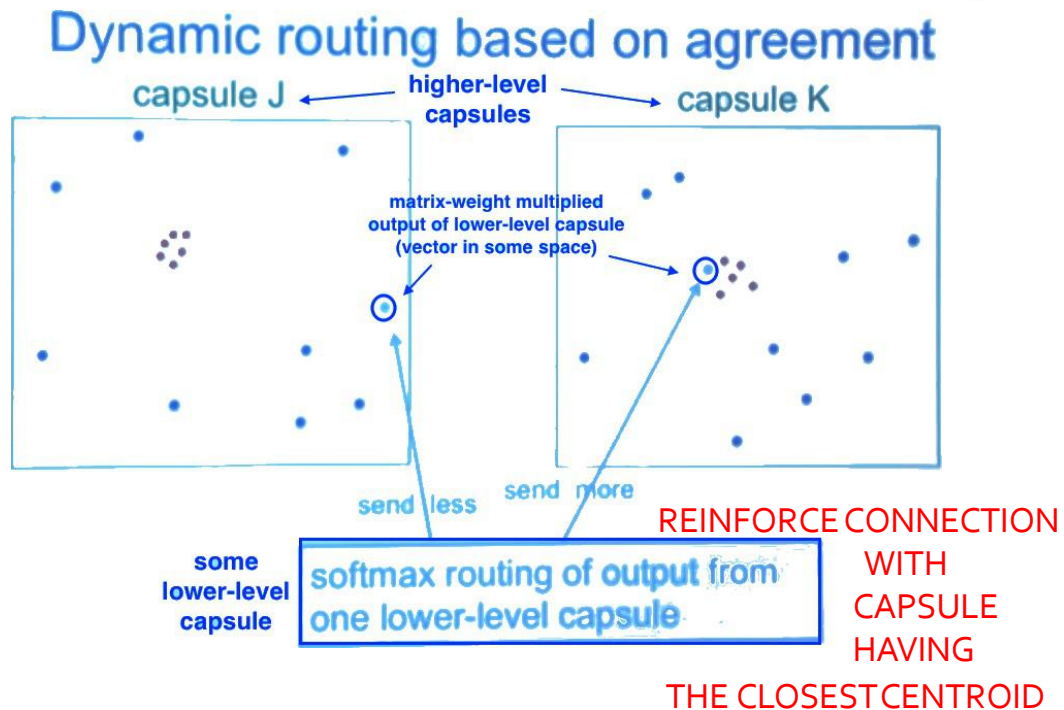 Dynamic routing based on agreement
capsule J
higher-level
capsules
capsule K
matrix-weight multiplied
output of lower-level capsule
(vector in some space)
send less
send more
some
lower-level
capsule
softmax routing of output from
one lower-level capsule
REINFORCE CONNECTION
WITH
CAPSULE
HAVING
THE CLOSEST CENTROID